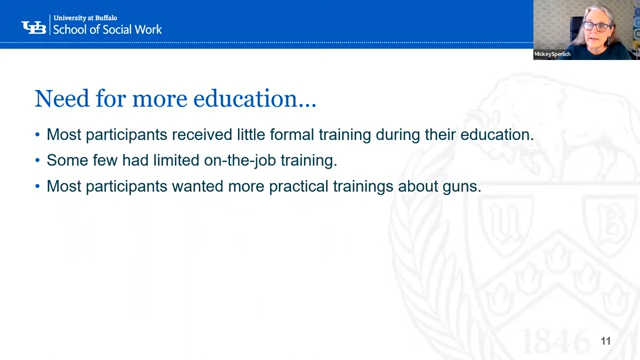 UB
University at Buffalo
School of Social Work
Mickey Sperlich
Need for more education...
• Most participants received little formal training during their education.
• Some few had limited on-the-job training.
• Most participants wanted more practical trainings about guns.
U B
1846
11